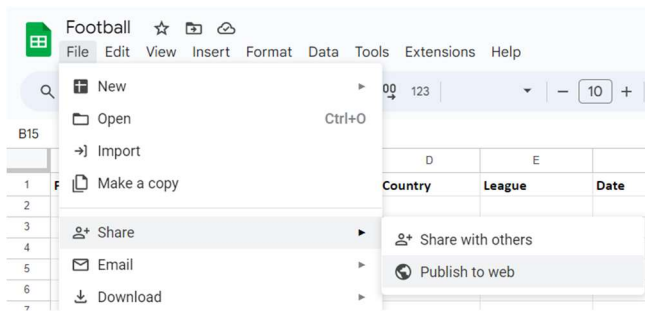 Football
File Edit View Insert Format Data Tools Extensions Help
New
.00 123 10
Open Ctrl+O
B15
Import
D E
Make a copy
1 Country League Date
2
3 Share
Share with others
4
5 Email
Publish to web
6
Download
7